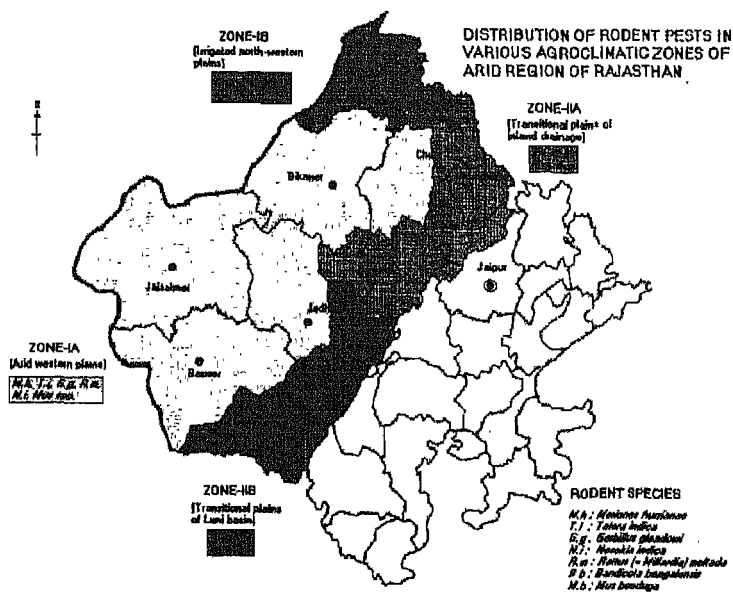 DISTRIBUTION OF RODENT PESTS IN
VARIOUS AGROCLIMATIC ZONES OF
ARID REGION OF RAJASTHAN
ZONE-IB
(Irrigated north-western
plains)
ZONE-IIA
(Transitional plains of
inland drainage)
Bikaner
Jaipur
Jaisalmer
Barmer
ZONE-IA
(Arid western plains)
M.h, T.i, G.g, R.m
N.i, Mus spp.
ZONE-IIB
(Transitional plains
of Luni basin)
RODENT SPECIES
M.h : Meriones hurrianae
T.i : Tatera indica
G.g : Gerbillus gleadowi
N.i : Nesokia indica
R.m : Rattus (= Millardia) meltada
B.b : Bandicota bengalensis
M.b : Mus booduga